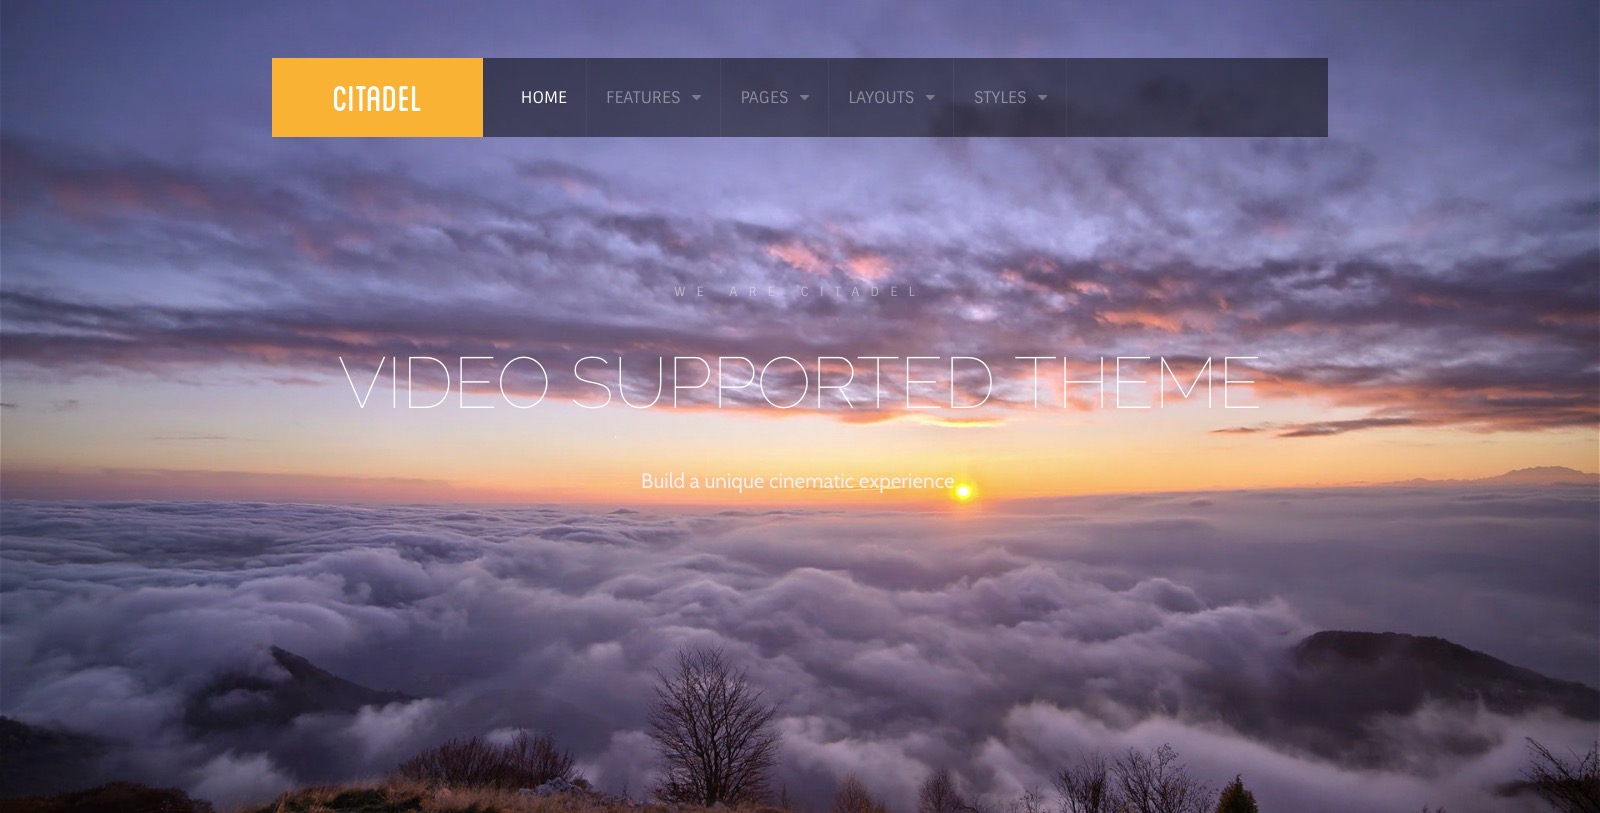 CITADEL
HOME FEATURES PAGES LAYOUTS STYLES
WE ARE CITADEL
VIDEO SUPPORTED THEME
Build a unique cinematic experience